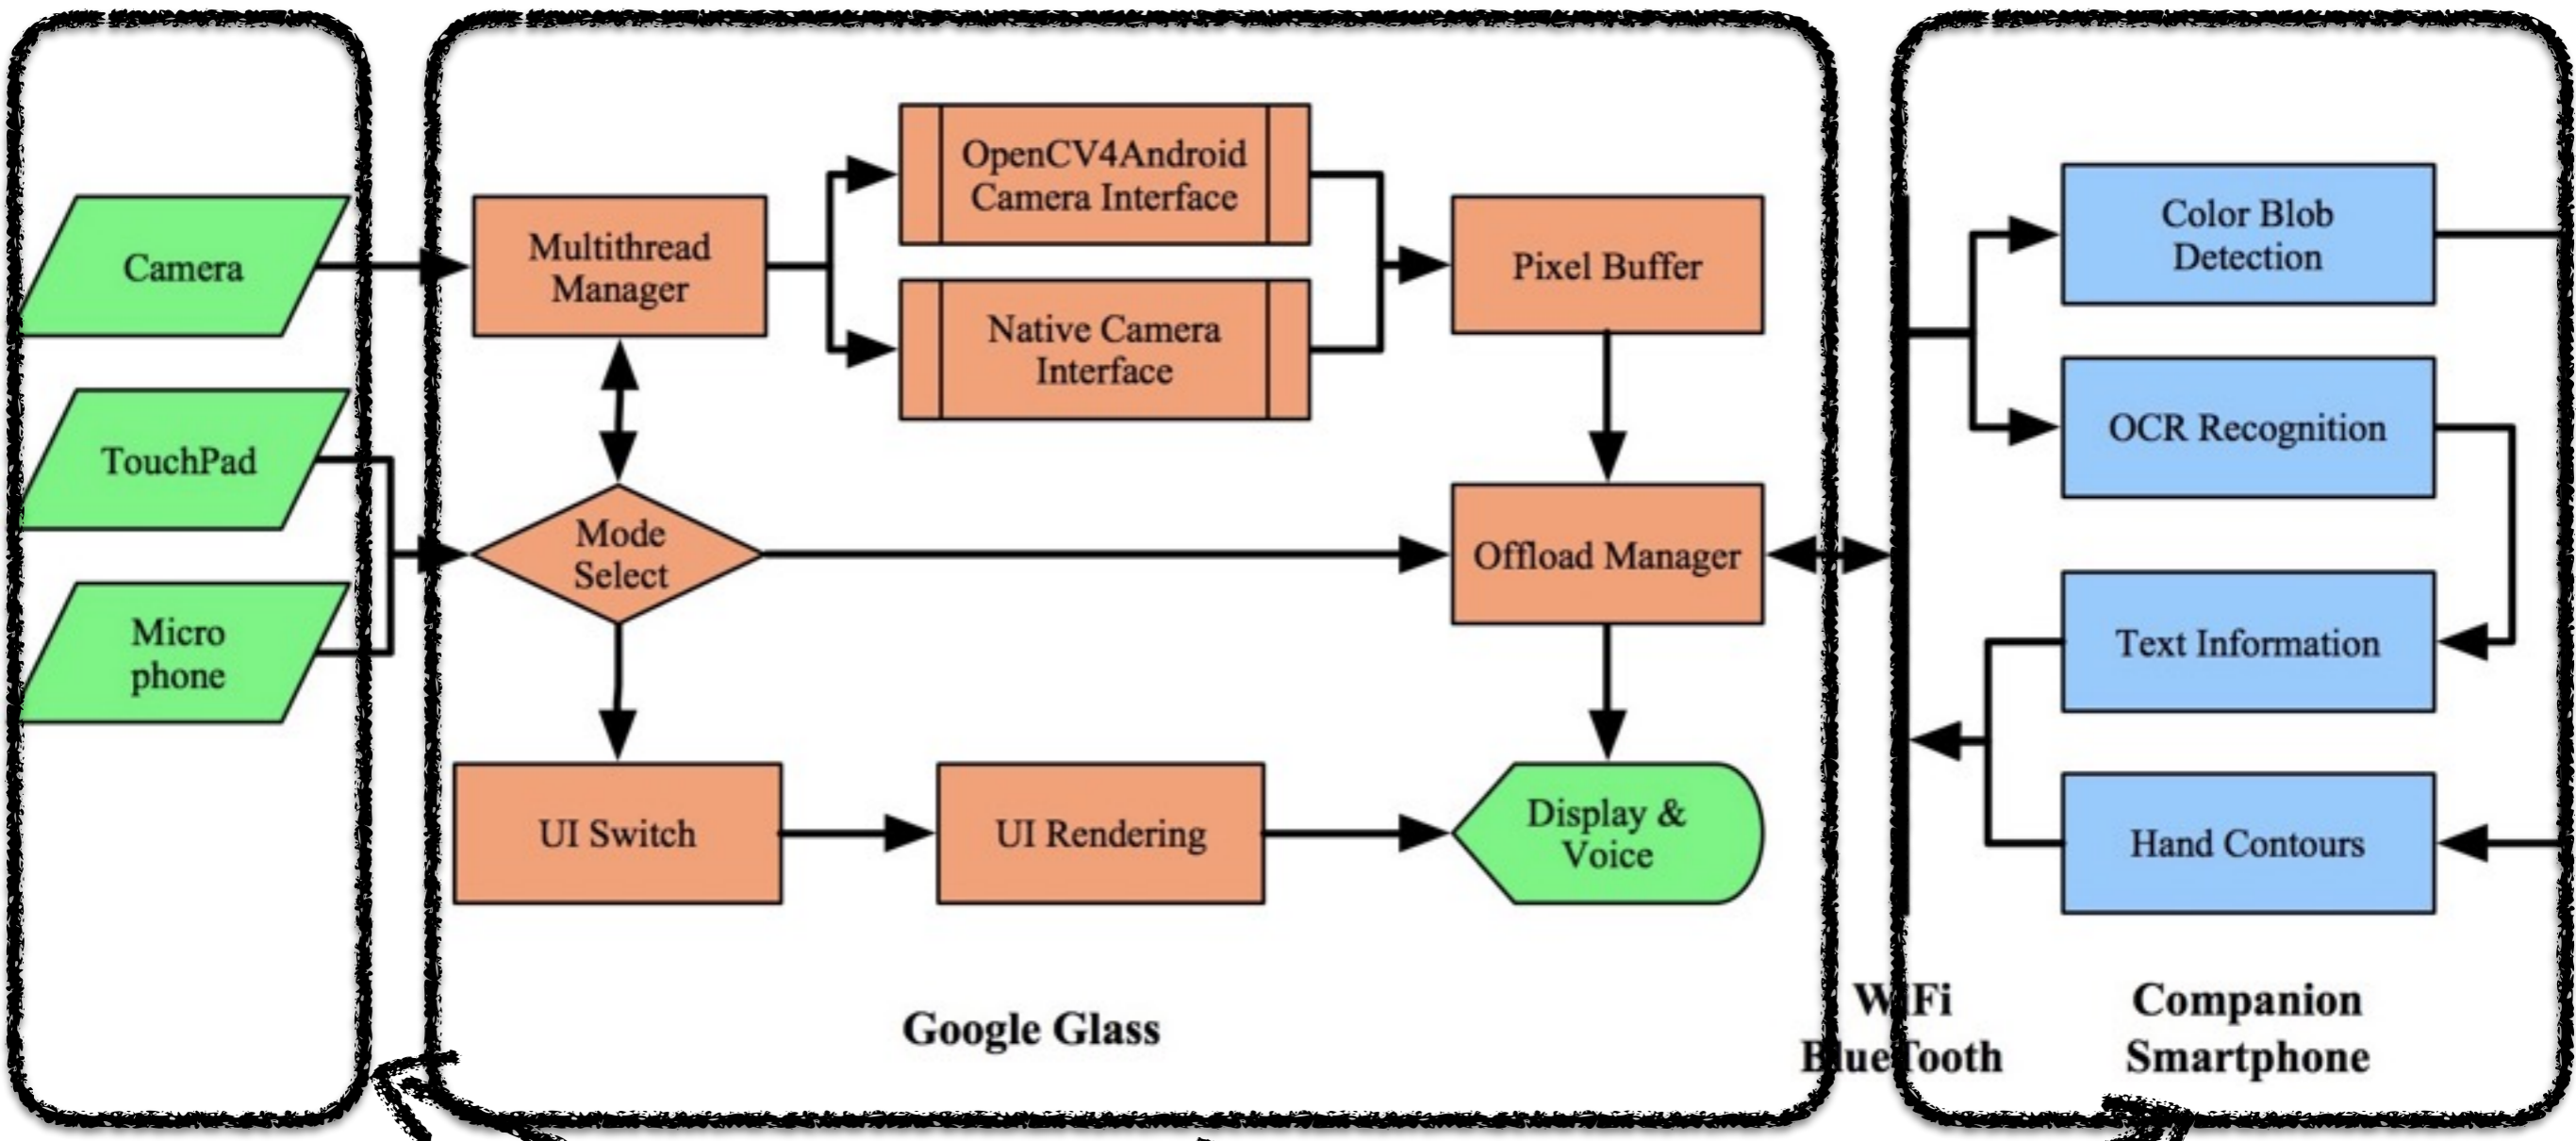 Camera
TouchPad
Micro
phone
Multithread
Manager
OpenCV4Android
Camera Interface
Native Camera
Interface
Pixel Buffer
Mode
Select
Offload Manager
UI Switch
UI Rendering
Display &
Voice
Google Glass
WiFi
BlueTooth
Color Blob
Detection
OCR Recognition
Text Information
Hand Contours
Companion
Smartphone